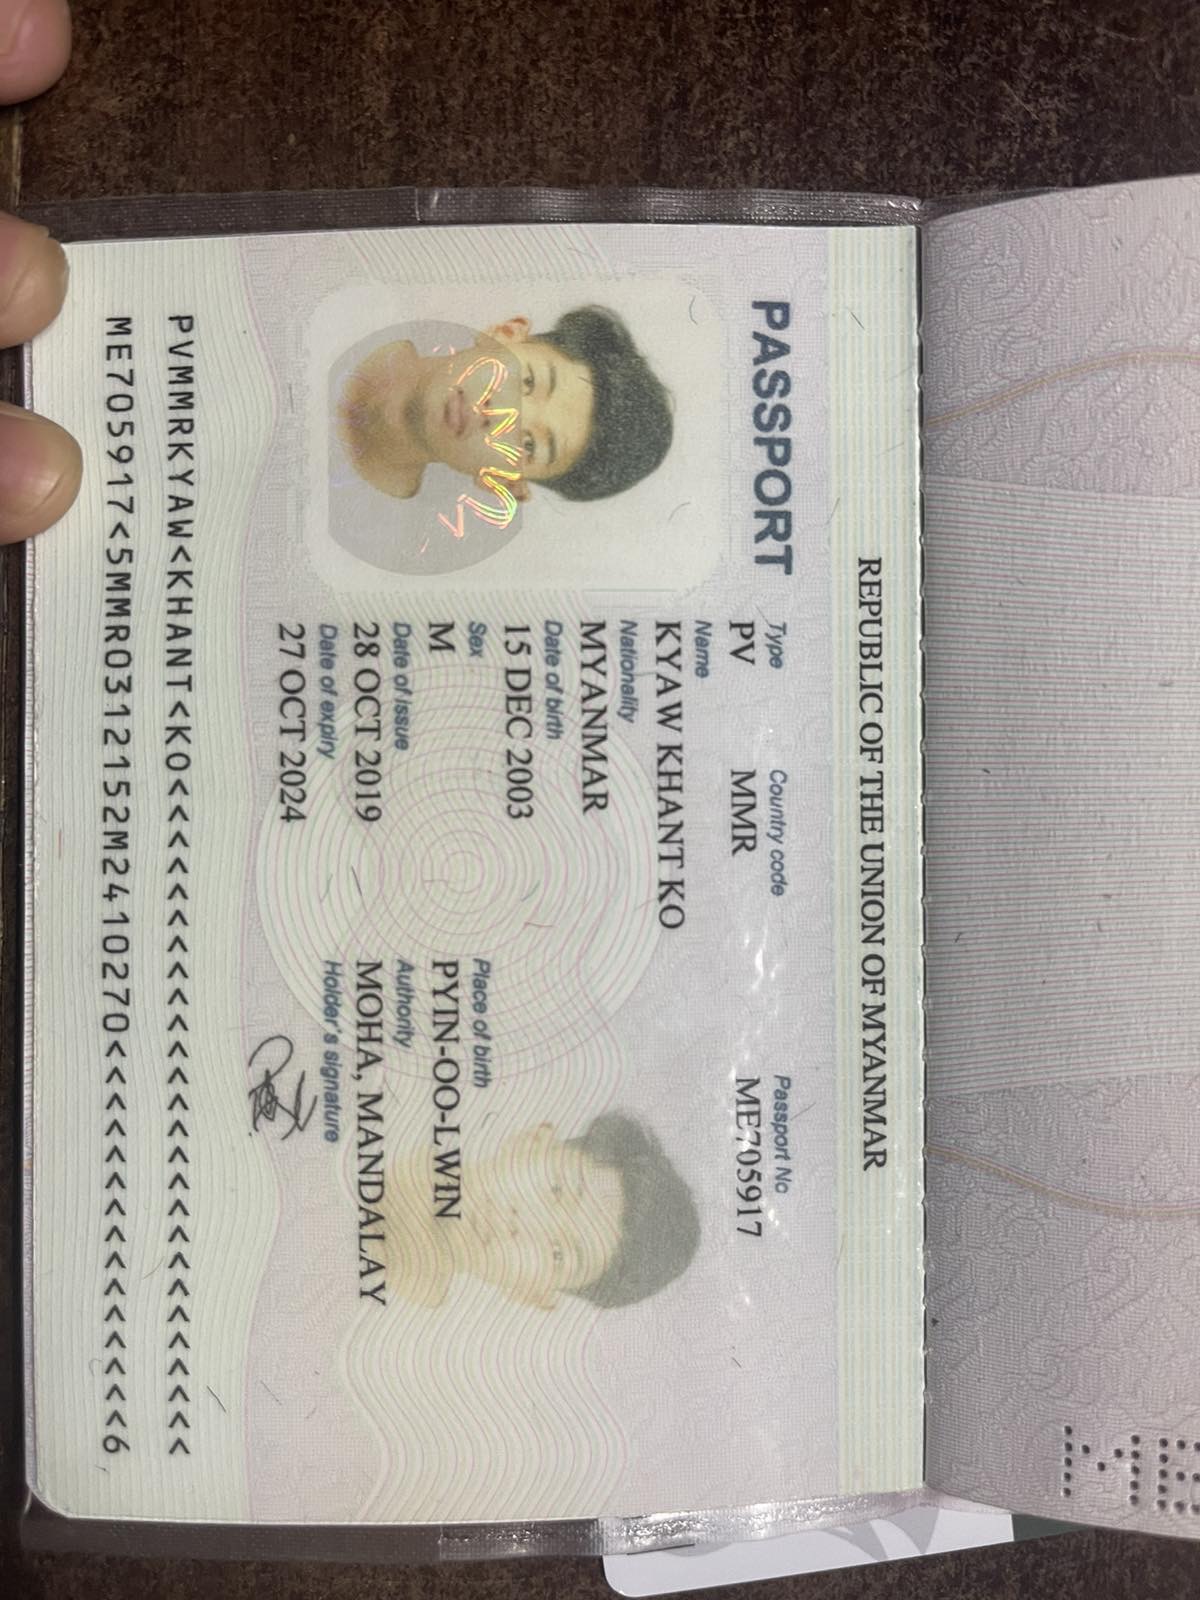 REPUBLIC OF THE UNION OF MYANMAR
PASSPORT
Type Country code Passport No
PV MMR ME705917
Name
KYAW KHANT KO
Nationality
MYANMAR
Date of birth
15 DEC 2003
Sex Place of birth
M PYIN-OO-LWIN
Date of issue Authority
28 OCT 2019 MOHA, MANDALAY
Date of expiry Holder's signature
27 OCT 2024
PVMMRKYAW<KHANT<KO<<<<<<<<<<<<<<<<<<<<<<<<<<
ME705917<5MMR0312152M2410270<<<<<<<<<<<<<<<6